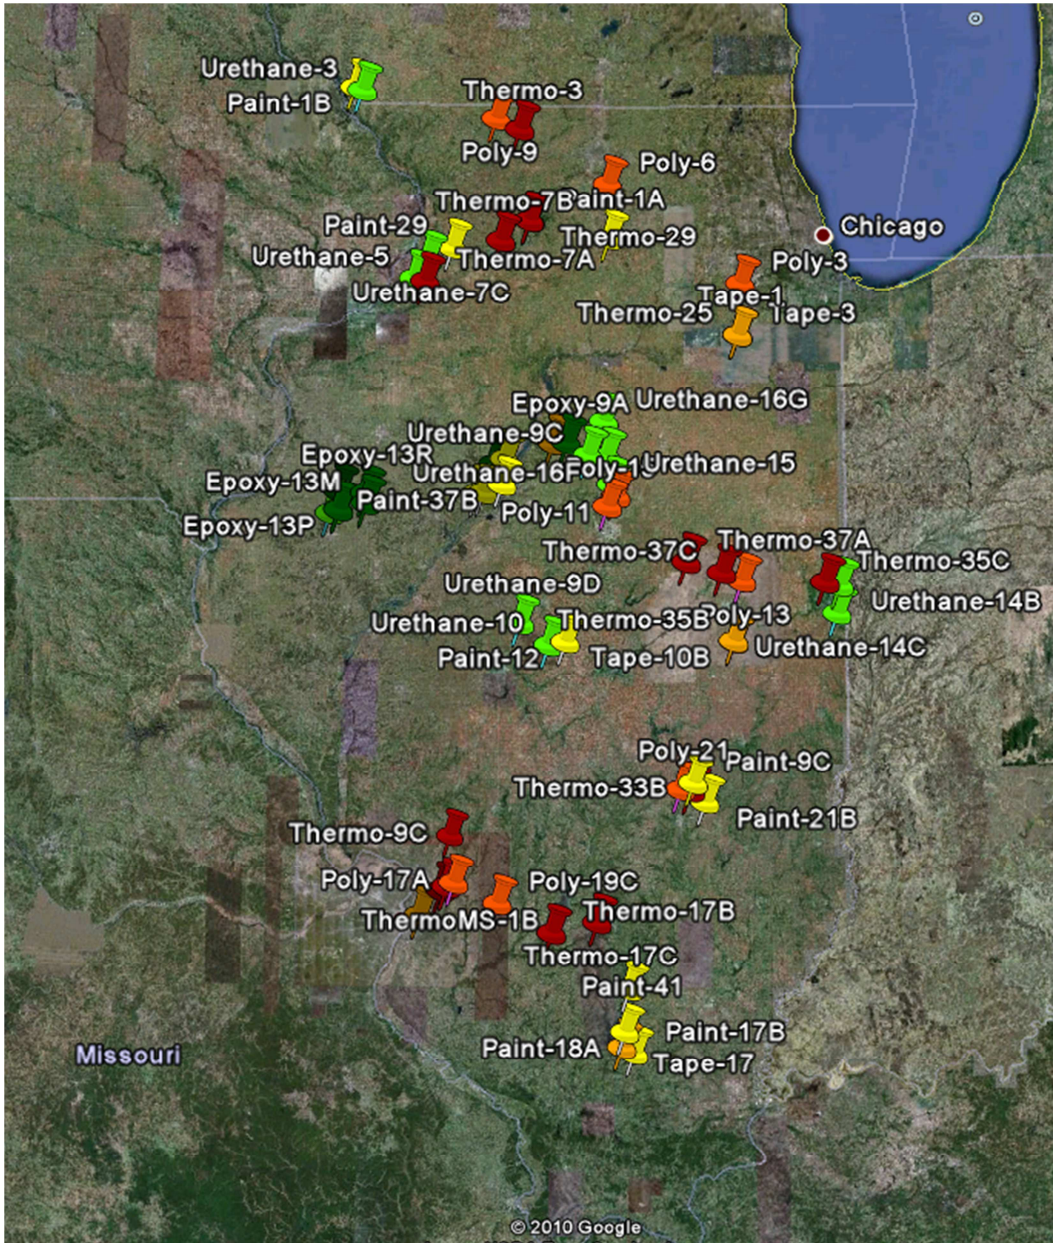 Urethane-3
Paint-1B
Thermo-3
Poly-9
Poly-6
Thermo-7B
Paint-1A
Paint-29
Thermo-29
Chicago
Urethane-5
Thermo-7A
Poly-3
Urethane-7C
Tape-1
Thermo-25
Tape-3
Epoxy-9A
Urethane-16G
Urethane-9C
Epoxy-13R
Urethane-16F
Poly-1
Urethane-15
Epoxy-13M
Paint-37B
Poly-11
Epoxy-13P
Thermo-37C
Thermo-37A
Thermo-35C
Urethane-9D
Urethane-14B
Urethane-10
Thermo-35B
Poly-13
Urethane-14C
Paint-12
Tape-10B
Poly-21
Paint-9C
Thermo-33B
Paint-21B
Thermo-9C
Poly-17A
Poly-19C
ThermoMS-1B
Thermo-17B
Thermo-17C
Paint-41
Paint-17B
Paint-18A
Missouri
Tape-17
© 2010 Google